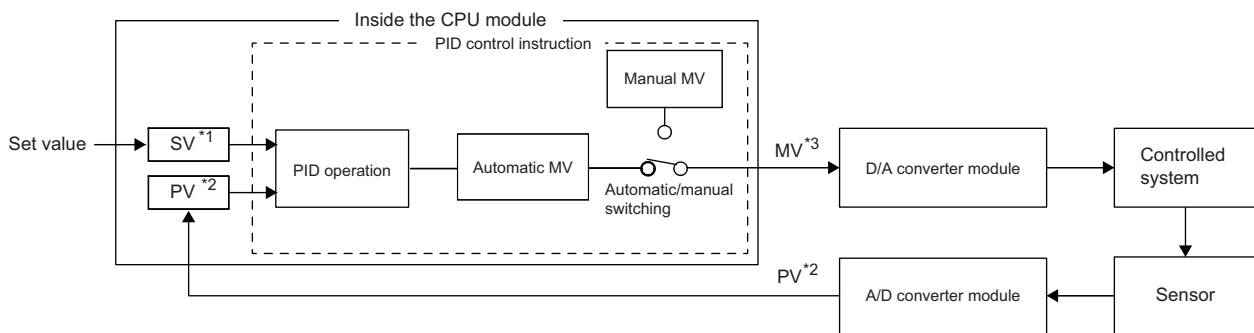 Inside the CPU module
PID control instruction
Manual MV
Set value
SV*1
PV*2
PID operation
Automatic MV
Automatic/manual
switching
MV*3
D/A converter module
Controlled
system
PV*2
A/D converter module
Sensor